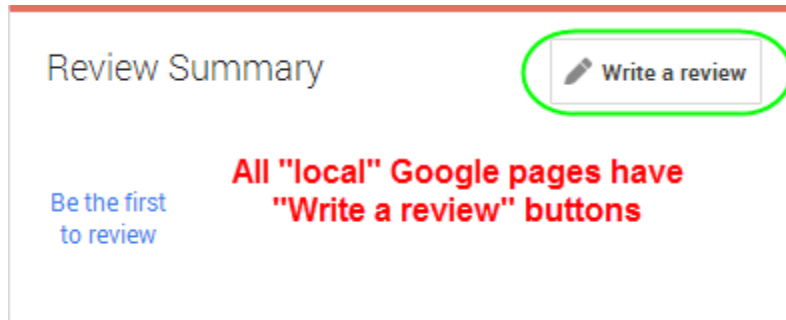 Review Summary
Write a review
All "local" Google pages have
"Write a review" buttons
Be the first
to review